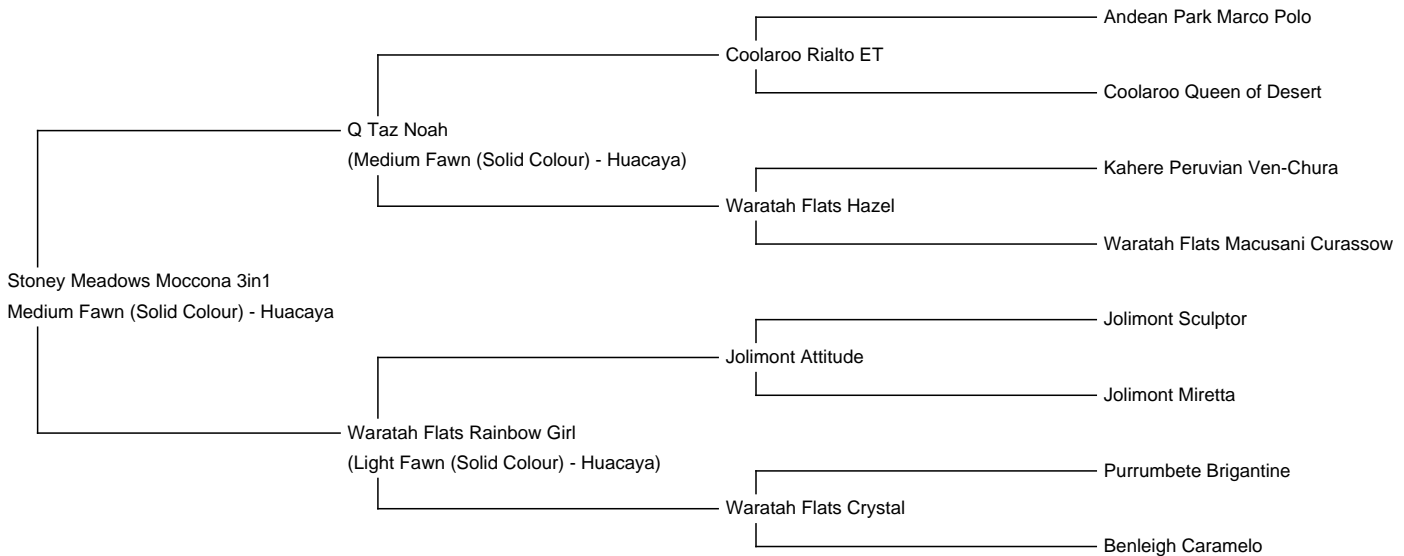 Andean Park Marco Polo
Coolaroo Rialto ET
Coolaroo Queen of Desert
Q Taz Noah
(Medium Fawn (Solid Colour) - Huacaya)
Kahere Peruvian Ven-Chura
Waratah Flats Hazel
Waratah Flats Macusani Curassow
Stoney Meadows Moccona 3in1
Medium Fawn (Solid Colour) - Huacaya
Jolimont Sculptor
Jolimont Attitude
Jolimont Miretta
Waratah Flats Rainbow Girl
(Light Fawn (Solid Colour) - Huacaya)
Purrumbete Brigantine
Waratah Flats Crystal
Benleigh Caramelo